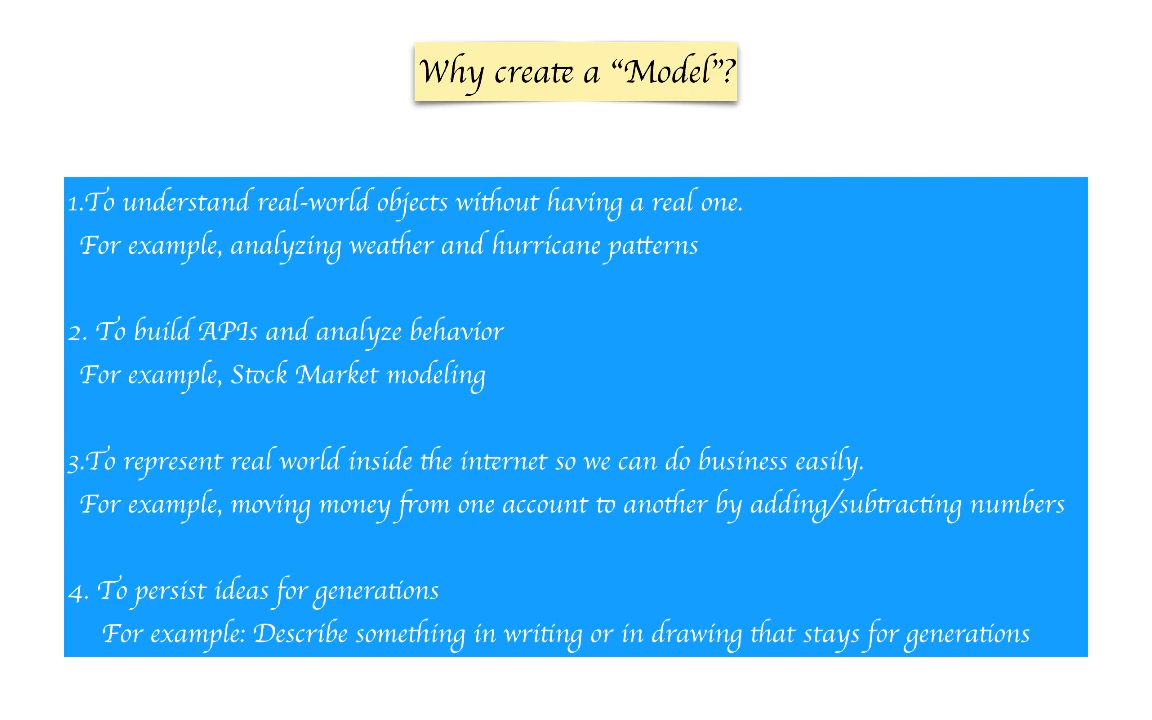 Why create a “Model”?
1.To understand real-world objects without having a real one.
For example, analyzing weather and hurricane patterns
2. To build APIs and analyze behavior
For example, Stock Market modeling
3.To represent real world inside the internet so we can do business easily.
For example, moving money from one account to another by adding/subtracting numbers
4. To persist ideas for generations
For example: Describe something in writing or in drawing that stays for generations